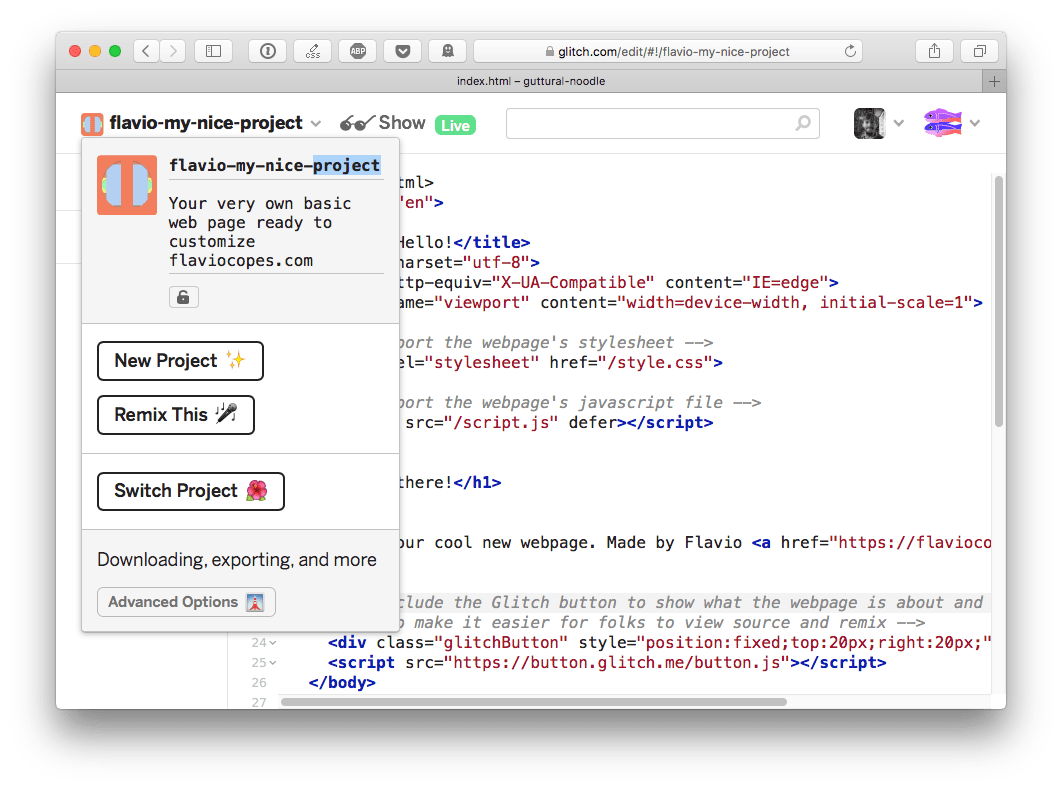 css
ABP
glitch.com/edit/#!/flavio-my-nice-project
index.html – guttural-noodle
flavio-my-nice-project
Show
Live
flavio-my-nice-project
Your very own basic
web page ready to
customize
flaviocopes.com
New Project
Remix This
Switch Project
Downloading, exporting, and more
Advanced Options
tml>
"en">
Hello!</title>
harset="utf-8">
ttp-equiv="X-UA-Compatible" content="IE=edge">
ame="viewport" content="width=device-width, initial-scale=1">
port the webpage's stylesheet -->
el="stylesheet" href="/style.css">
port the webpage's javascript file -->
src="/script.js" defer></script>
there!</h1>
our cool new webpage. Made by Flavio <a href="https://flavioco
clude the Glitch button to show what the webpage is about and
o make it easier for folks to view source and remix -->
24 <div class="glitchButton" style="position:fixed;top:20px;right:20px;"
25 <script src="https://button.glitch.me/button.js"></script>
26 </body>
27